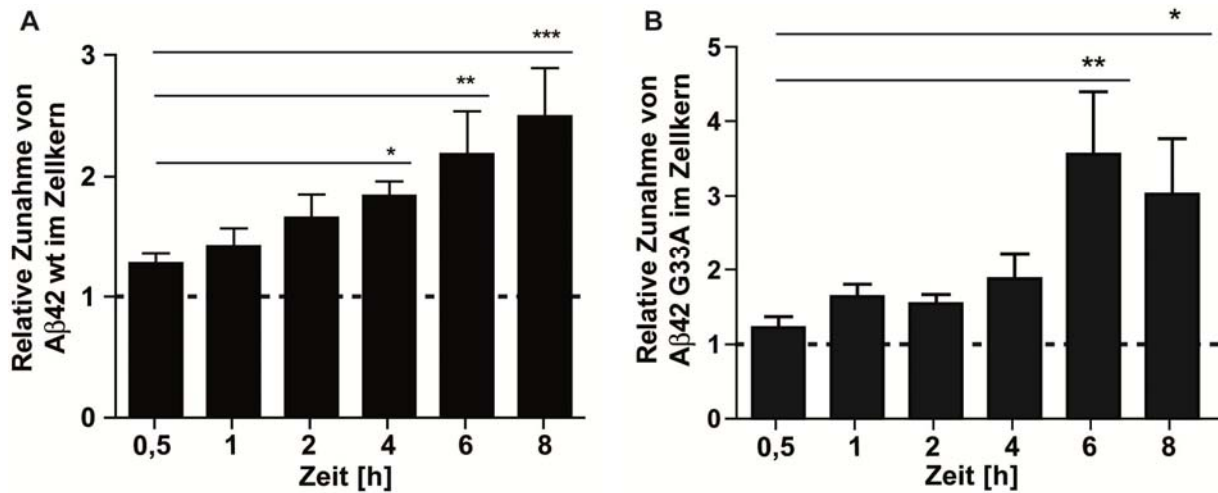 A
Relative Zunahme von
Aβ42 wt im Zellkern
3
2
1
0
*
**
***
0,5 1 2 4 6 8
Zeit [h]
B
Relative Zunahme von
Aβ42 G33A im Zellkern
5
4
3
2
1
0
**
*
0,5 1 2 4 6 8
Zeit [h]